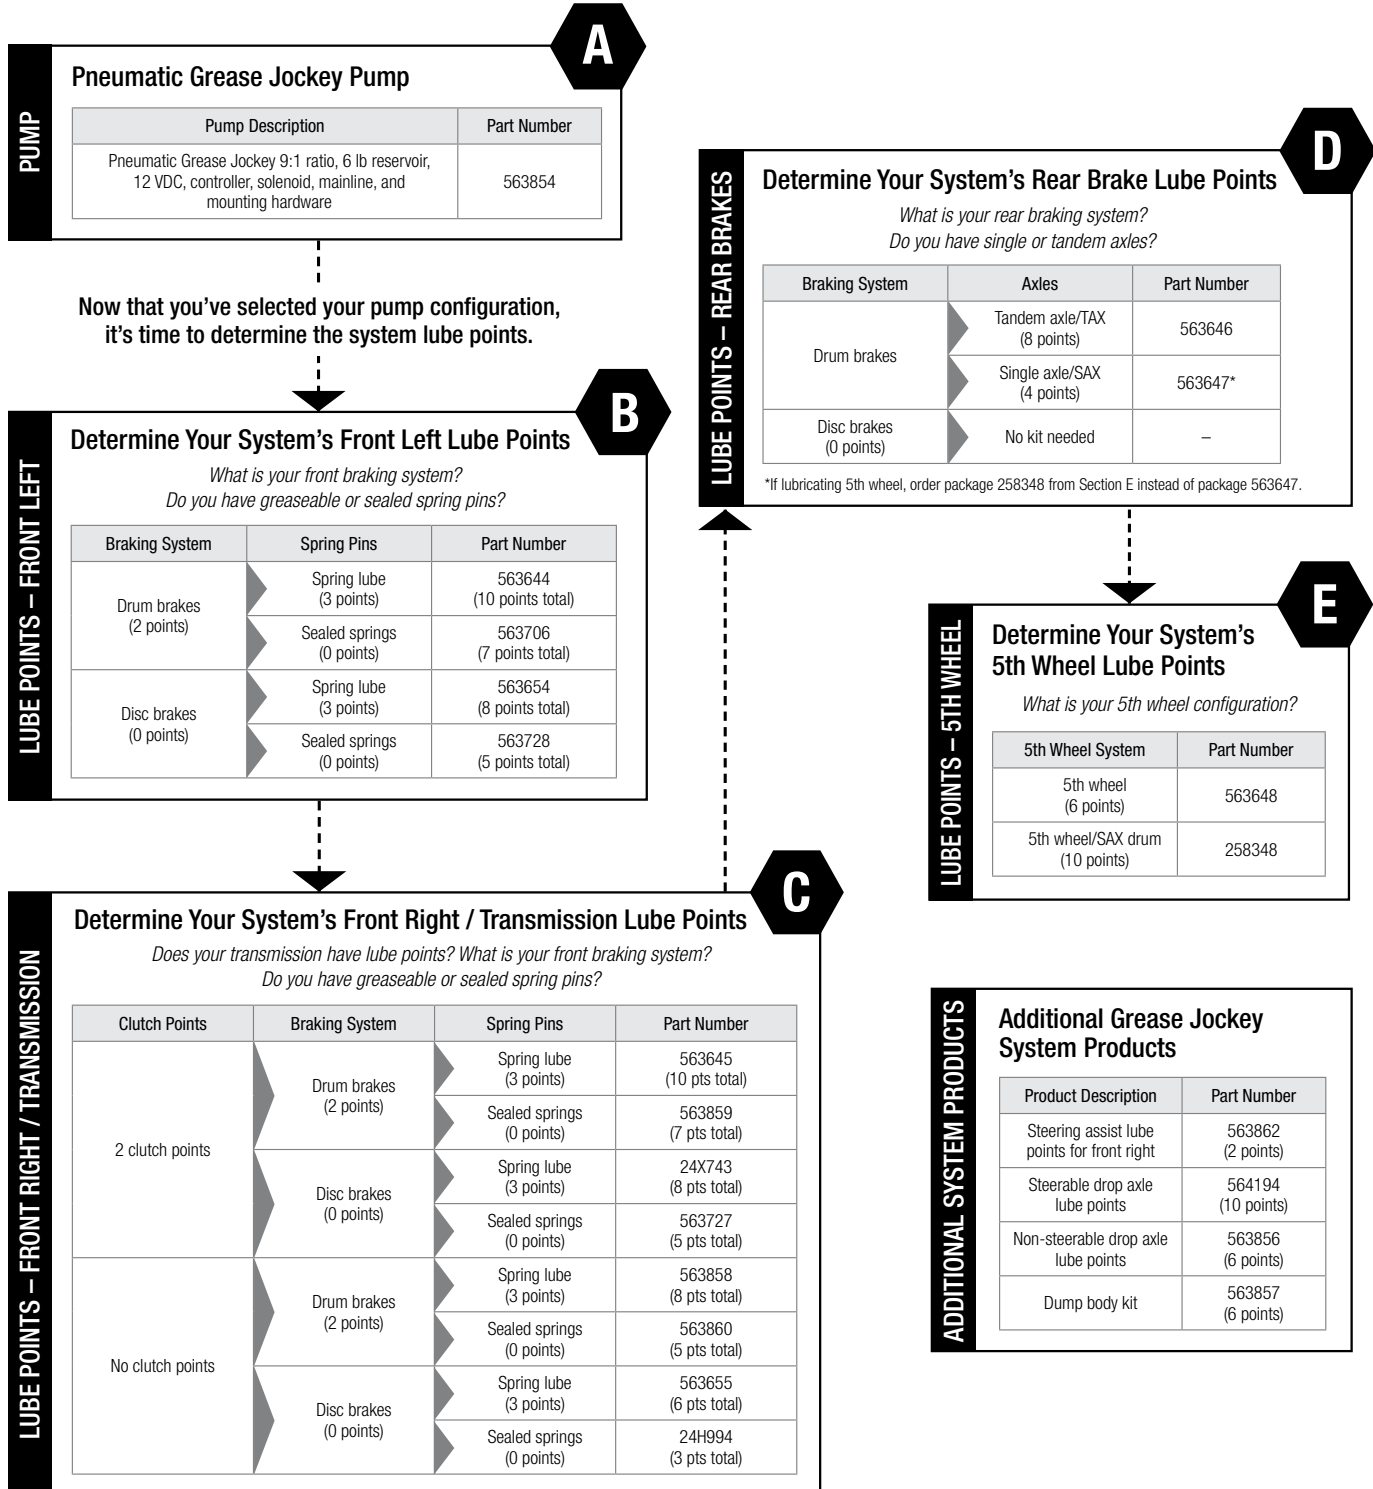 A
PUMP
Pneumatic Grease Jockey Pump
Pump Description Part Number
Pneumatic Grease Jockey 9:1 ratio, 6 lb reservoir,
12 VDC, controller, solenoid, mainline, and
mounting hardware
563854
Now that you've selected your pump configuration,
it's time to determine the system lube points.
B
LUBE POINTS – FRONT LEFT
Determine Your System's Front Left Lube Points
What is your front braking system?
Do you have greaseable or sealed spring pins?
Braking System Spring Pins Part Number
Drum brakes
(2 points)
Spring lube
(3 points)
563644
(10 points total)
Sealed springs
(0 points)
563706
(7 points total)
Disc brakes
(0 points)
Spring lube
(3 points)
563654
(8 points total)
Sealed springs
(0 points)
563728
(5 points total)
C
LUBE POINTS – FRONT RIGHT / TRANSMISSION
Determine Your System's Front Right / Transmission Lube Points
Does your transmission have lube points? What is your front braking system?
Do you have greaseable or sealed spring pins?
Clutch Points Braking System Spring Pins Part Number
2 clutch points
Drum brakes
(2 points)
Spring lube
(3 points)
563645
(10 pts total)
Sealed springs
(0 points)
563859
(7 pts total)
Disc brakes
(0 points)
Spring lube
(3 points)
24X743
(8 pts total)
Sealed springs
(0 points)
563727
(5 pts total)
No clutch points
Drum brakes
(2 points)
Spring lube
(3 points)
563858
(8 pts total)
Sealed springs
(0 points)
563860
(5 pts total)
Disc brakes
(0 points)
Spring lube
(3 points)
563655
(6 pts total)
Sealed springs
(0 points)
24H994
(3 pts total)
D
LUBE POINTS – REAR BRAKES
Determine Your System's Rear Brake Lube Points
What is your rear braking system?
Do you have single or tandem axles?
Braking System Axles Part Number
Drum brakes
Tandem axle/TAX
(8 points)
563646
Single axle/SAX
(4 points)
563647*
Disc brakes
(0 points)
No kit needed
–
*If lubricating 5th wheel, order package 258348 from Section E instead of package 563647.
E
LUBE POINTS – 5TH WHEEL
Determine Your System's
5th Wheel Lube Points
What is your 5th wheel configuration?
5th Wheel System Part Number
5th wheel
(6 points)
563648
5th wheel/SAX drum
(10 points)
258348
ADDITIONAL SYSTEM PRODUCTS
Additional Grease Jockey
System Products
Product Description Part Number
Steering assist lube
points for front right
563862
(2 points)
Steerable drop axle
lube points
564194
(10 points)
Non-steerable drop axle
lube points
563856
(6 points)
Dump body kit
563857
(6 points)